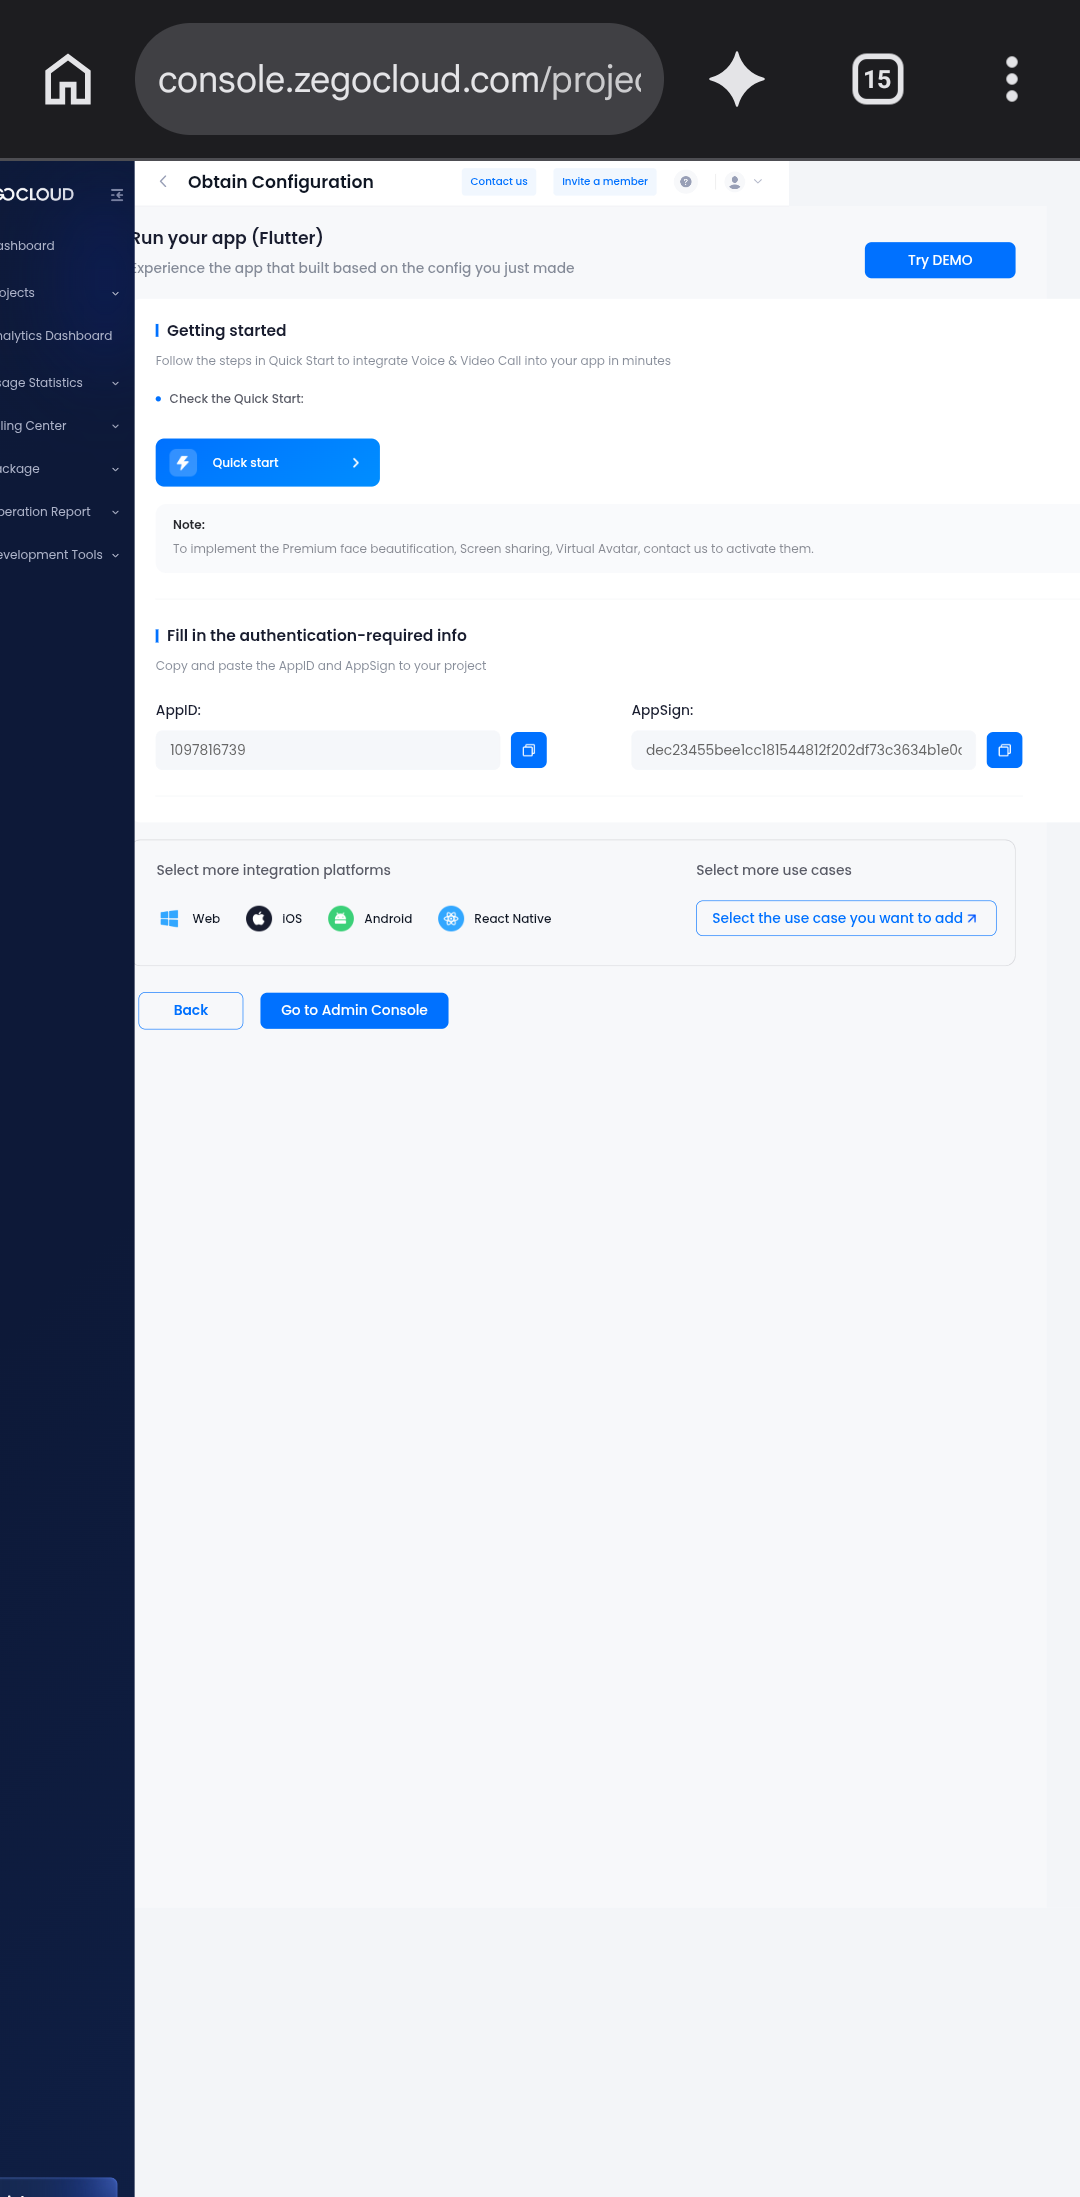 console.zegocloud.com/projec
15
GOCLOUD
Obtain Configuration
Contact us
Invite a member
ashboard
ojects
nalytics Dashboard
sage Statistics
ling Center
ackage
peration Report
evelopment Tools
Run your app (Flutter)
Experience the app that built based on the config you just made
Try DEMO
Getting started
Follow the steps in Quick Start to integrate Voice & Video Call into your app in minutes
Check the Quick Start:
Quick start
Note:
To implement the Premium face beautification, Screen sharing, Virtual Avatar, contact us to activate them.
Fill in the authentication-required info
Copy and paste the AppID and AppSign to your project
AppID:
AppSign:
1097816739
dec23455bee1cc181544812f202df73c3634b1e0c
Select more integration platforms
Select more use cases
Web
iOS
Android
React Native
Select the use case you want to add
Back
Go to Admin Console